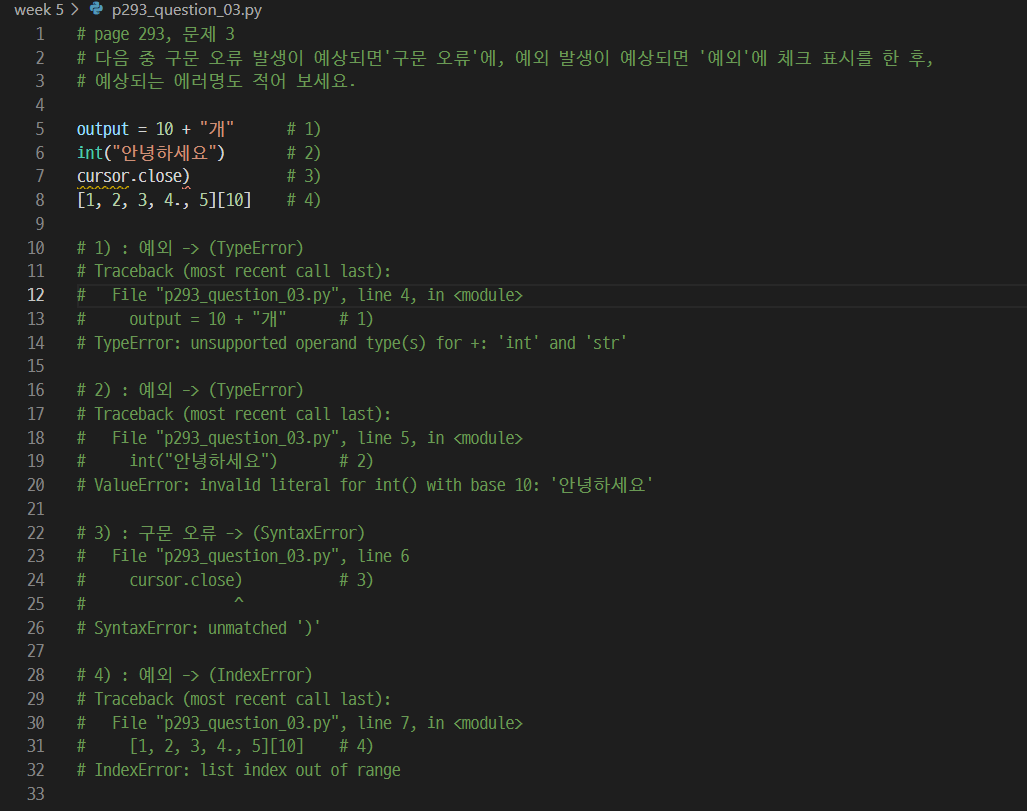 week 5 > p293_question_03.py
1 # page 293, 문제 3
2 # 다음 중 구문 오류 발생이 예상되면'구문 오류'에, 예외 발생이 예상되면 '예외'에 체크 표시를 한 후,
3 # 예상되는 에러명도 적어 보세요.
4
5 output = 10 + "개" # 1)
6 int("안녕하세요") # 2)
7 cursor.close) # 3)
8 [1, 2, 3, 4., 5][10] # 4)
9
10 # 1) : 예외 -> (TypeError)
11 # Traceback (most recent call last):
12 # File "p293_question_03.py", line 4, in <module>
13 # output = 10 + "개" # 1)
14 # TypeError: unsupported operand type(s) for +: 'int' and 'str'
15
16 # 2) : 예외 -> (TypeError)
17 # Traceback (most recent call last):
18 # File "p293_question_03.py", line 5, in <module>
19 # int("안녕하세요") # 2)
20 # ValueError: invalid literal for int() with base 10: '안녕하세요'
21
22 # 3) : 구문 오류 -> (SyntaxError)
23 # File "p293_question_03.py", line 6
24 # cursor.close) # 3)
25 # ^
26 # SyntaxError: unmatched ')'
27
28 # 4) : 예외 -> (IndexError)
29 # Traceback (most recent call last):
30 # File "p293_question_03.py", line 7, in <module>
31 # [1, 2, 3, 4., 5][10] # 4)
32 # IndexError: list index out of range
33